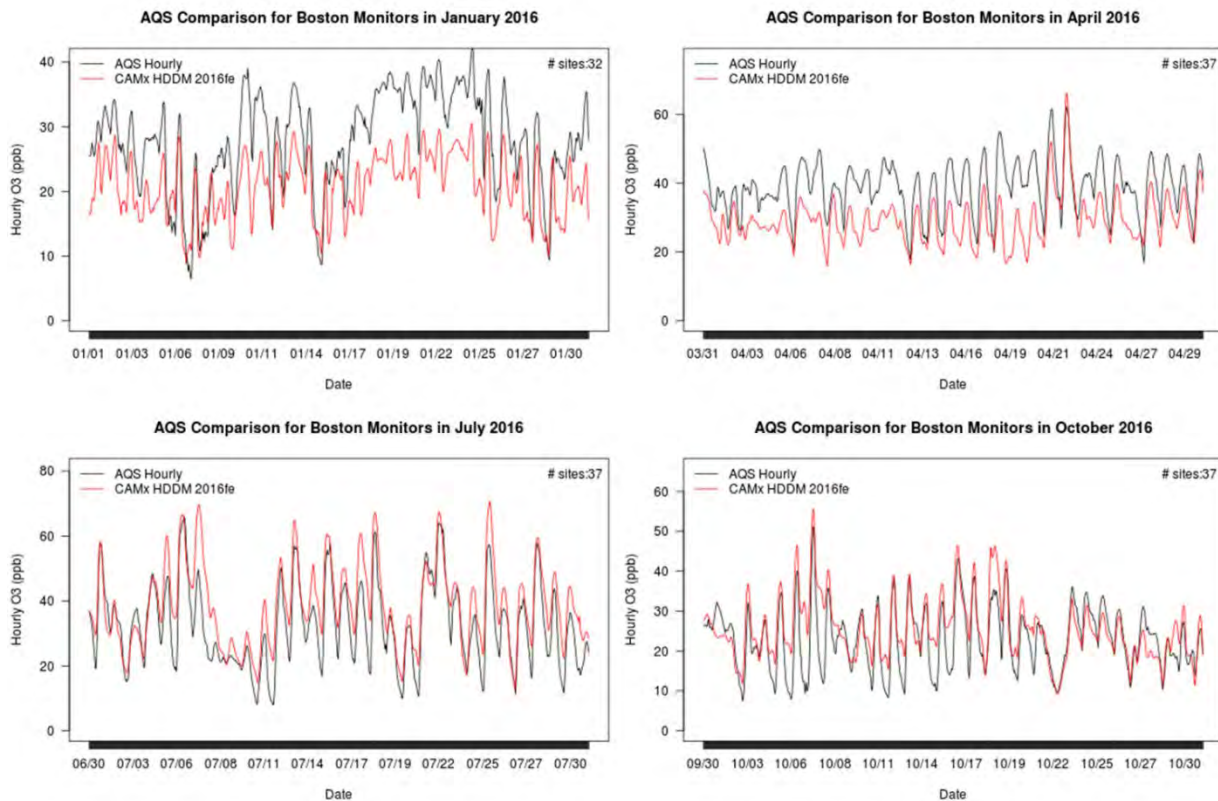 AQS Comparison for Boston Monitors in January 2016
AQS Hourly
CAMx HDDM 2016fe
# sites:32
Hourly O3 (ppb)
40
30
20
10
0
01/01 01/03 01/06 01/09 01/11 01/14 01/17 01/19 01/22 01/25 01/27 01/30
Date
AQS Comparison for Boston Monitors in April 2016
AQS Hourly
CAMx HDDM 2016fe
# sites:37
Hourly O3 (ppb)
60
40
20
0
03/31 04/03 04/06 04/08 04/11 04/13 04/16 04/19 04/21 04/24 04/27 04/29
Date
AQS Comparison for Boston Monitors in July 2016
AQS Hourly
CAMx HDDM 2016fe
# sites:37
Hourly O3 (ppb)
80
60
40
20
0
06/30 07/03 07/05 07/08 07/11 07/14 07/16 07/19 07/22 07/25 07/27 07/30
Date
AQS Comparison for Boston Monitors in October 2016
AQS Hourly
CAMx HDDM 2016fe
# sites:37
Hourly O3 (ppb)
60
50
40
30
20
10
0
09/30 10/03 10/06 10/08 10/11 10/14 10/17 10/19 10/22 10/25 10/27 10/30
Date